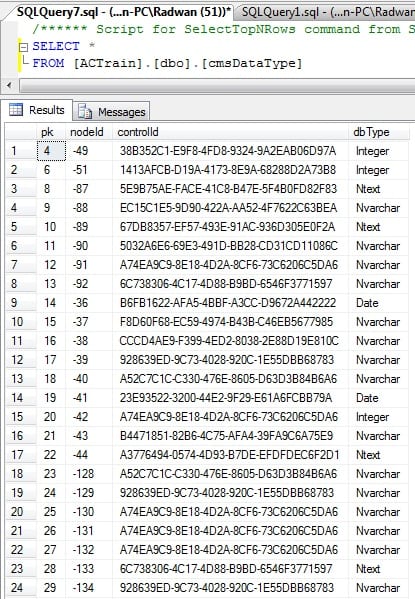 SQLQuery7.sql - (...n-PC\Radwan (51))* SQLQuery1.sql - (...n-PC\Rad
/****** Script for SelectTopNRows command from S
SELECT *
FROM [ACTrain].[dbo].[cmsDataType]
Results Messages
pk nodeId controlId dbType
1 4 -49 38B352C1-E9F8-4FD8-9324-9A2EAB06D97A Integer
2 6 -51 1413AFCB-D19A-4173-8E9A-68288D2A73B8 Integer
3 8 -87 5E9B75AE-FACE-41C8-B47E-5F4B0FD82F83 Ntext
4 9 -88 EC15C1E5-9D90-422A-AA52-4F7622C63BEA Nvarchar
5 10 -89 67DB8357-EF57-493E-91AC-936D305E0F2A Ntext
6 11 -90 5032A6E6-69E3-491D-BB28-CD31CD11086C Nvarchar
7 12 -91 A74EA9C9-8E18-4D2A-8CF6-73C6206C5DA6 Nvarchar
8 13 -92 6C738306-4C17-4D88-B9BD-6546F3771597 Nvarchar
9 14 -36 B6FB1622-AFA5-4BBF-A3CC-D9672A442222 Date
10 15 -37 F8D60F68-EC59-4974-B43B-C46EB5677985 Nvarchar
11 16 -38 CCCD4AE9-F399-4ED2-8038-2E88D19E810C Nvarchar
12 17 -39 928639ED-9C73-4028-920C-1E55DBB68783 Nvarchar
13 18 -40 A52C7C1C-C330-476E-8605-D63D3B84B6A6 Nvarchar
14 19 -41 23E93522-3200-44E2-9F29-E61A6FCBB79A Date
15 20 -42 A74EA9C9-8E18-4D2A-8CF6-73C6206C5DA6 Integer
16 21 -43 B4471851-82B6-4C75-AFA4-39FA9C6A75E9 Nvarchar
17 22 -44 A3776494-0574-4D93-B7DE-EFDFDEC6F2D1 Ntext
18 23 -128 A52C7C1C-C330-476E-8605-D63D3B84B6A6 Nvarchar
19 24 -129 928639ED-9C73-4028-920C-1E55DBB68783 Nvarchar
20 25 -130 A74EA9C9-8E18-4D2A-8CF6-73C6206C5DA6 Nvarchar
21 26 -131 A74EA9C9-8E18-4D2A-8CF6-73C6206C5DA6 Nvarchar
22 27 -132 A74EA9C9-8E18-4D2A-8CF6-73C6206C5DA6 Nvarchar
23 28 -133 6C738306-4C17-4D88-B9BD-6546F3771597 Ntext
24 29 -134 928639ED-9C73-4028-920C-1E55DBB68783 Nvarchar